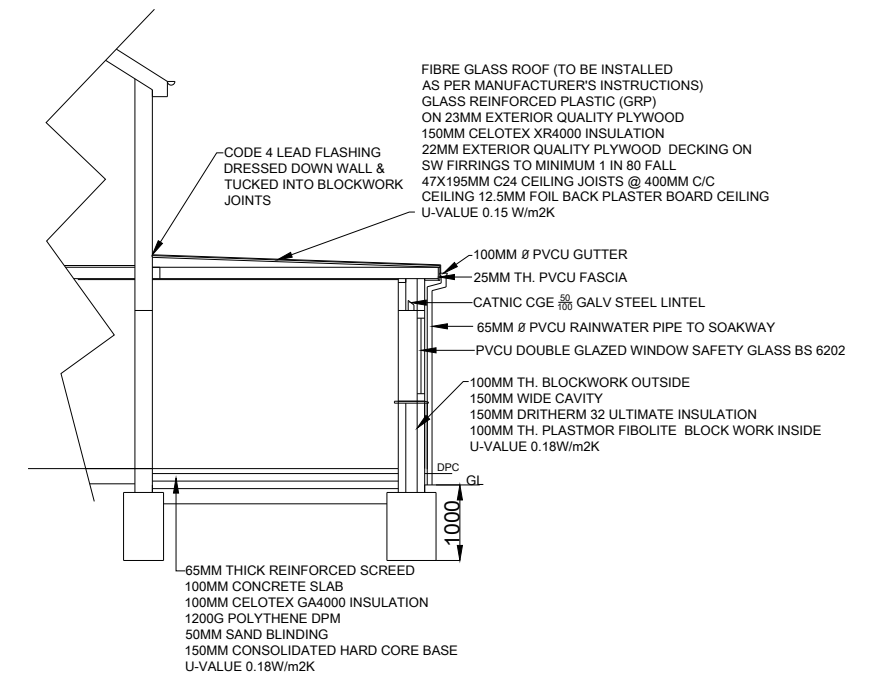 FIBRE GLASS ROOF (TO BE INSTALLED
AS PER MANUFACTURER'S INSTRUCTIONS)
GLASS REINFORCED PLASTIC (GRP)
ON 23MM EXTERIOR QUALITY PLYWOOD
150MM CELOTEX XR4000 INSULATION
22MM EXTERIOR QUALITY PLYWOOD DECKING ON
SW FIRRINGS TO MINIMUM 1 IN 80 FALL
47X195MM C24 CEILING JOISTS @ 400MM C/C
CEILING 12.5MM FOIL BACK PLASTER BOARD CEILING
U-VALUE 0.15 W/m2K
CODE 4 LEAD FLASHING
DRESSED DOWN WALL &
TUCKED INTO BLOCKWORK
JOINTS
100MM Ø PVCU GUTTER
25MM TH. PVCU FASCIA
CATNIC CGE 50/100 GALV STEEL LINTEL
65MM Ø PVCU RAINWATER PIPE TO SOAKWAY
PVCU DOUBLE GLAZED WINDOW SAFETY GLASS BS 6202
100MM TH. BLOCKWORK OUTSIDE
150MM WIDE CAVITY
150MM DRITHERM 32 ULTIMATE INSULATION
100MM TH. PLASTMOR FIBOLITE BLOCK WORK INSIDE
U-VALUE 0.18W/m2K
DPC
GL
1000
65MM THICK REINFORCED SCREED
100MM CONCRETE SLAB
100MM CELOTEX GA4000 INSULATION
1200G POLYTHENE DPM
50MM SAND BLINDING
150MM CONSOLIDATED HARD CORE BASE
U-VALUE 0.18W/m2K